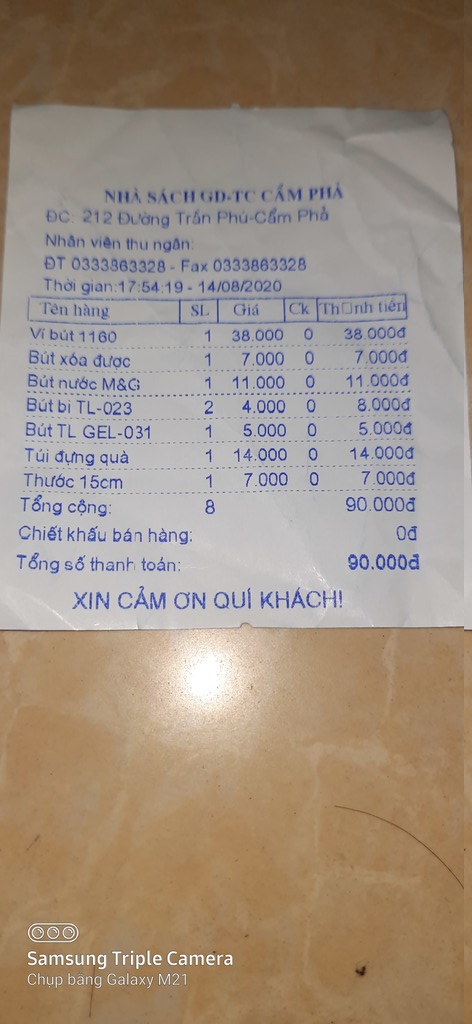 NHÀ SÁCH GD-TC CẨM PHẢ
ĐC: 212 Đường Trần Phú-Cẩm Phả
Nhân viên thu ngân:
ĐT 0333863328 - Fax 0333863328
Thời gian:17:54:19 - 14/08/2020
Tên hàng SL Giá Ck Th□nh tiền
Ví bút 1160 1 38.000 0 38.000đ
Bút xóa được 1 7.000 0 7.000đ
Bút nước M&G 1 11.000 0 11.000đ
Bút bi TL-023 2 4.000 0 8.000đ
Bút TL GEL-031 1 5.000 0 5.000đ
Túi đựng quà 1 14.000 0 14.000đ
Thước 15cm 1 7.000 0 7.000đ
Tổng cộng: 8 90.000đ
Chiết khấu bán hàng: 0đ
Tổng số thanh toán: 90.000đ
XIN CẢM ƠN QUÍ KHÁCH!
Samsung Triple Camera
Chụp bằng Galaxy M21